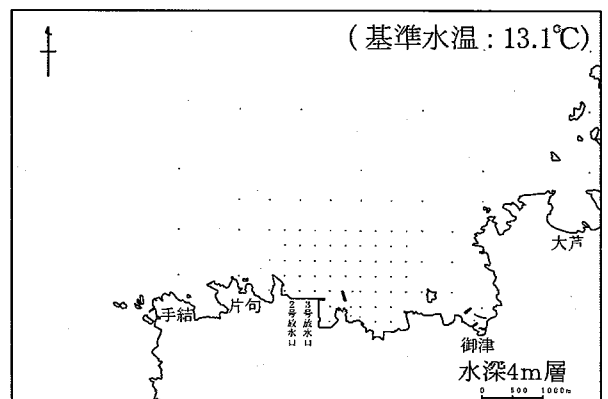 (基準水温:13.1℃)
大芦
手結
片句
2号放水口
3号放水口
御津
水深4m層
0 500 1000m